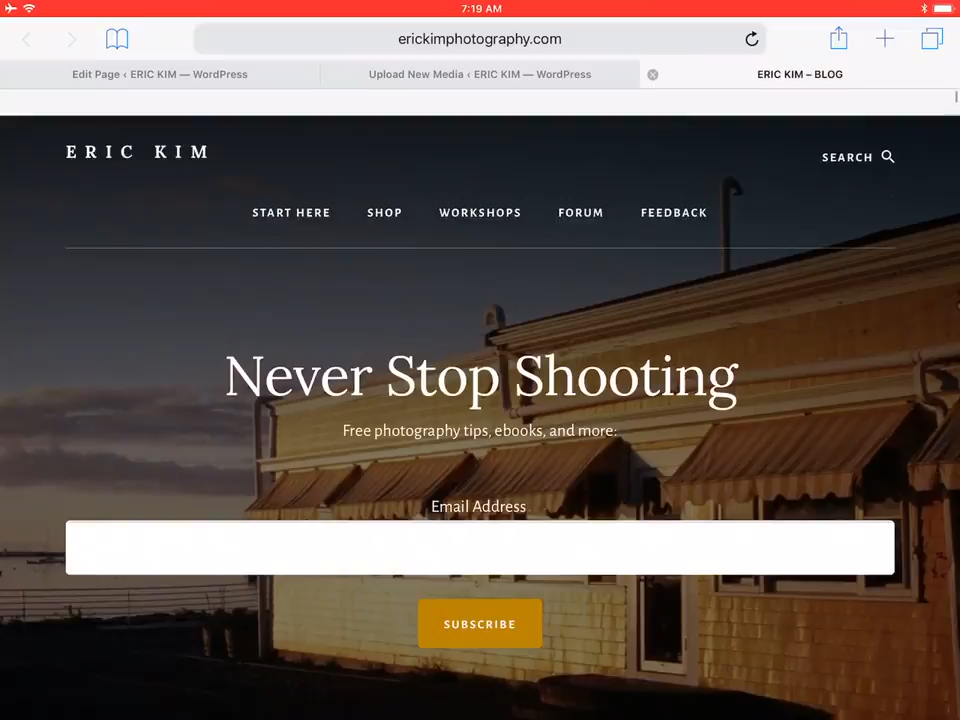 7:19 AM
erickimphotography.com
Edit Page ‹ ERIC KIM — WordPress
Upload New Media ‹ ERIC KIM — WordPress
ERIC KIM – BLOG
ERIC KIM
SEARCH
START HERE SHOP WORKSHOPS FORUM FEEDBACK
Never Stop Shooting
Free photography tips, ebooks, and more:
Email Address
SUBSCRIBE